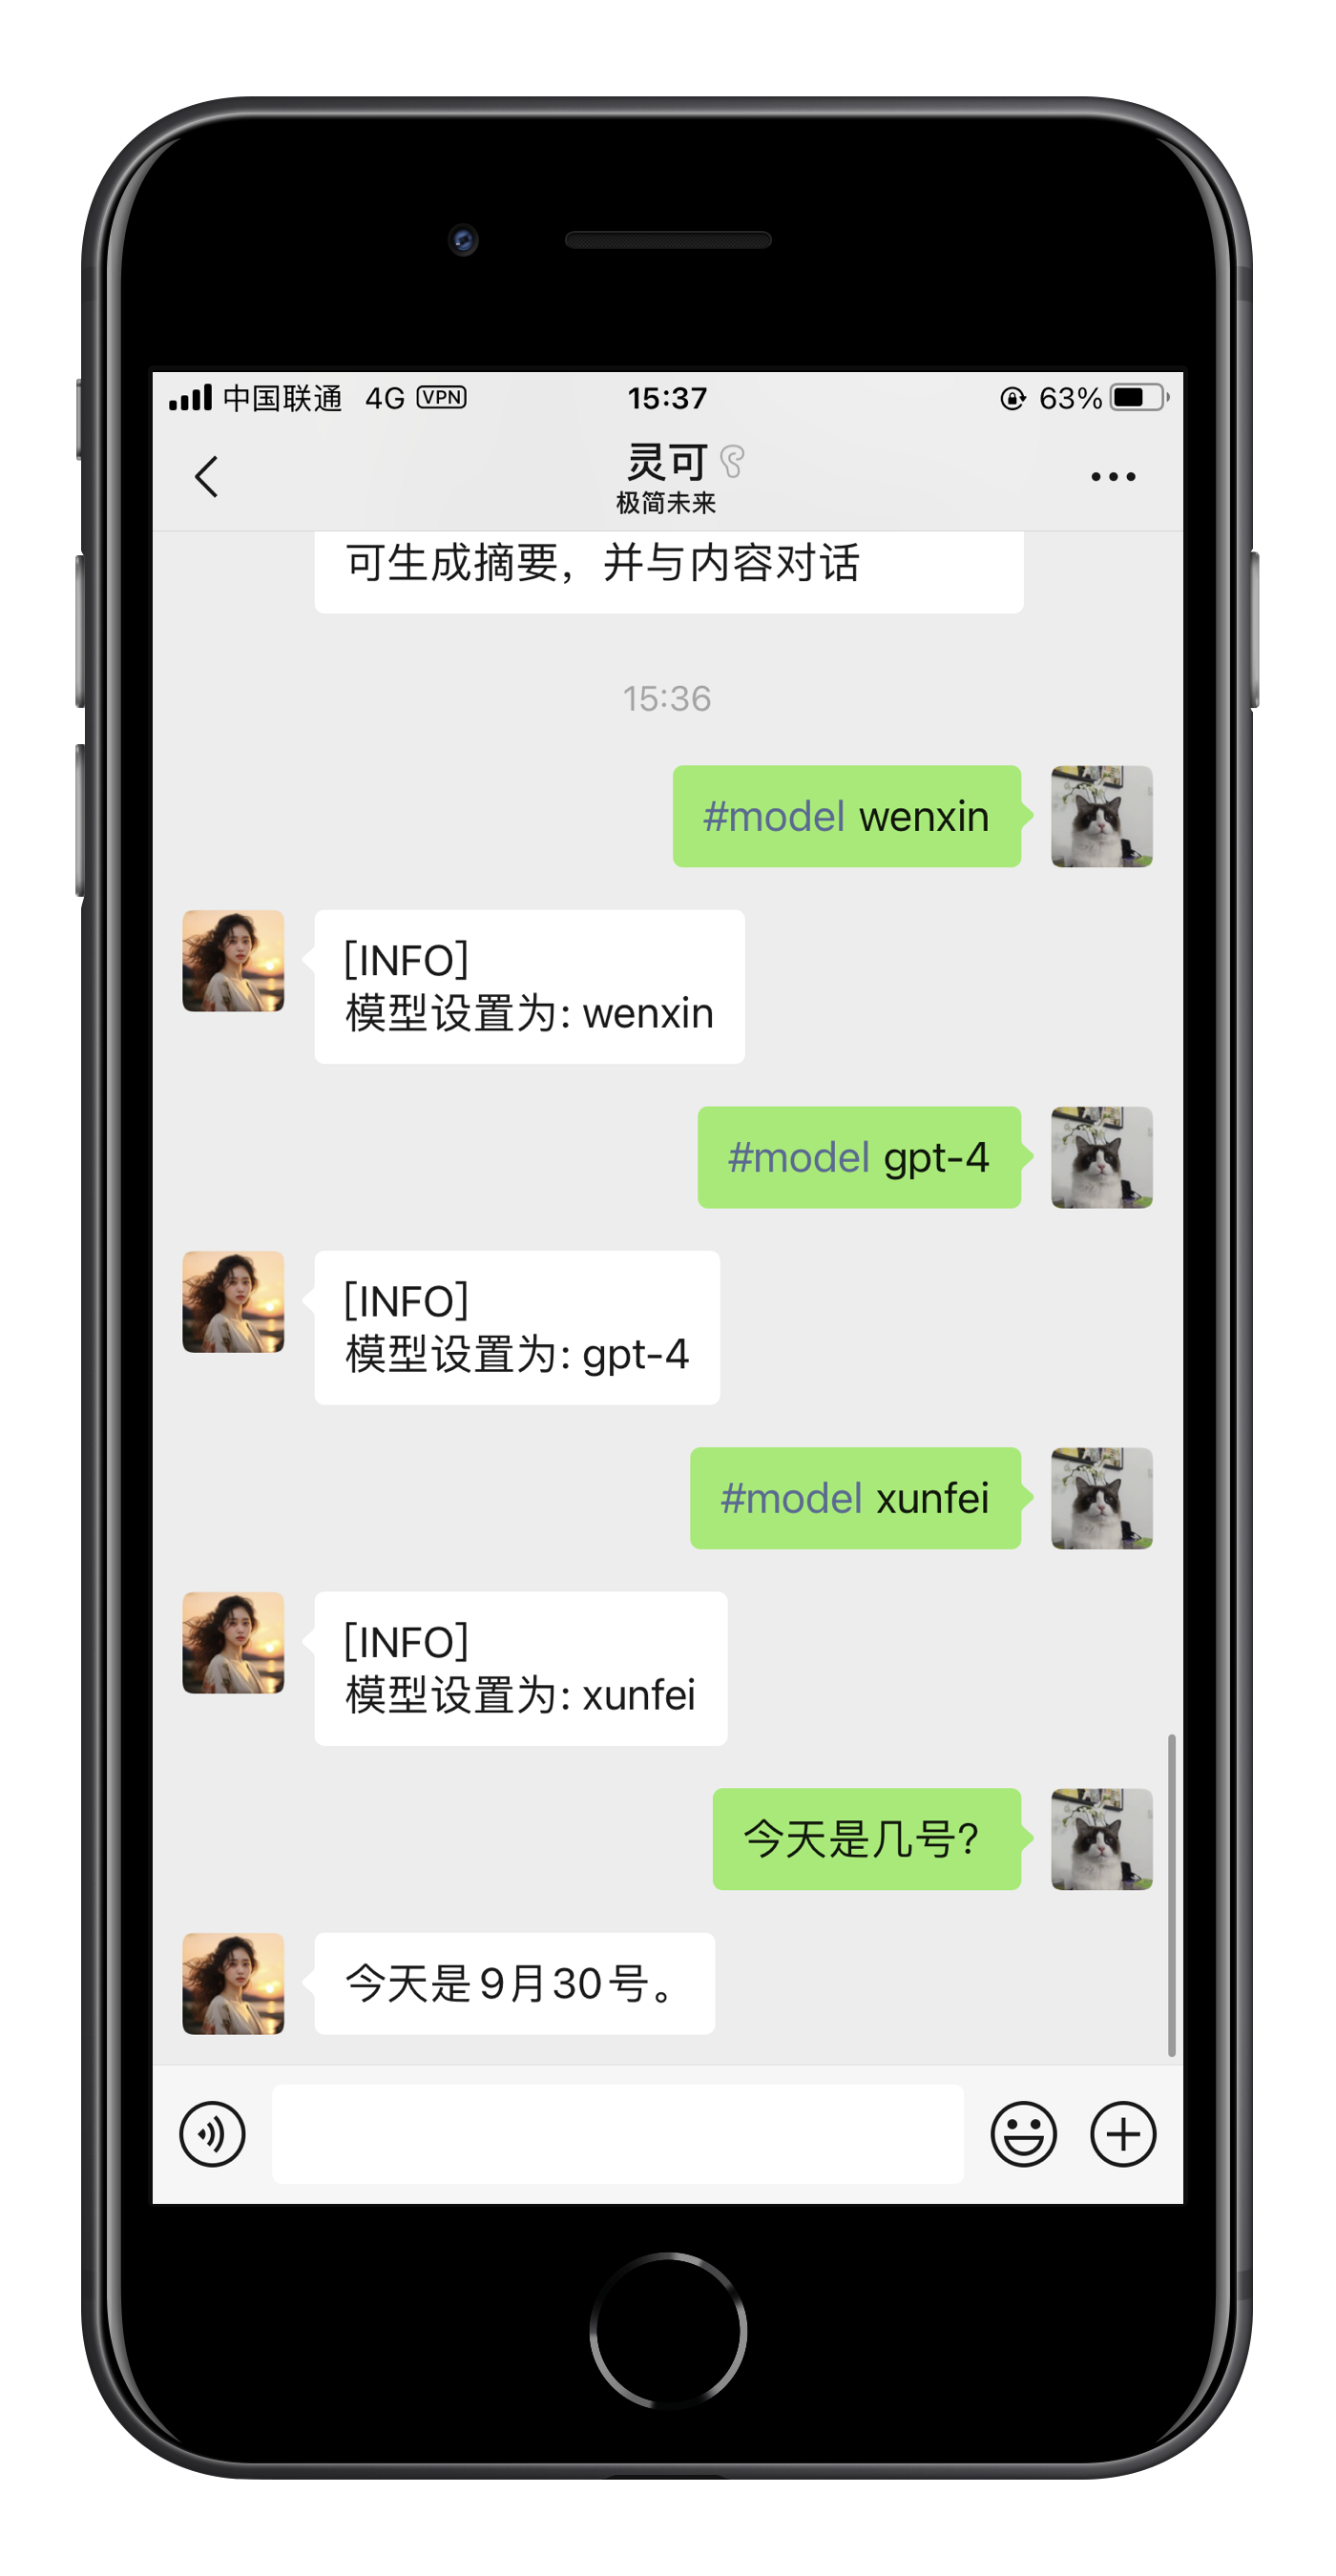 中国联通 4G VPN 15:37 63%
灵可
极简未来
可生成摘要，并与内容对话
15:36
#model wenxin
[INFO]
模型设置为: wenxin
#model gpt-4
[INFO]
模型设置为: gpt-4
#model xunfei
[INFO]
模型设置为: xunfei
今天是几号?
今天是9月30号。